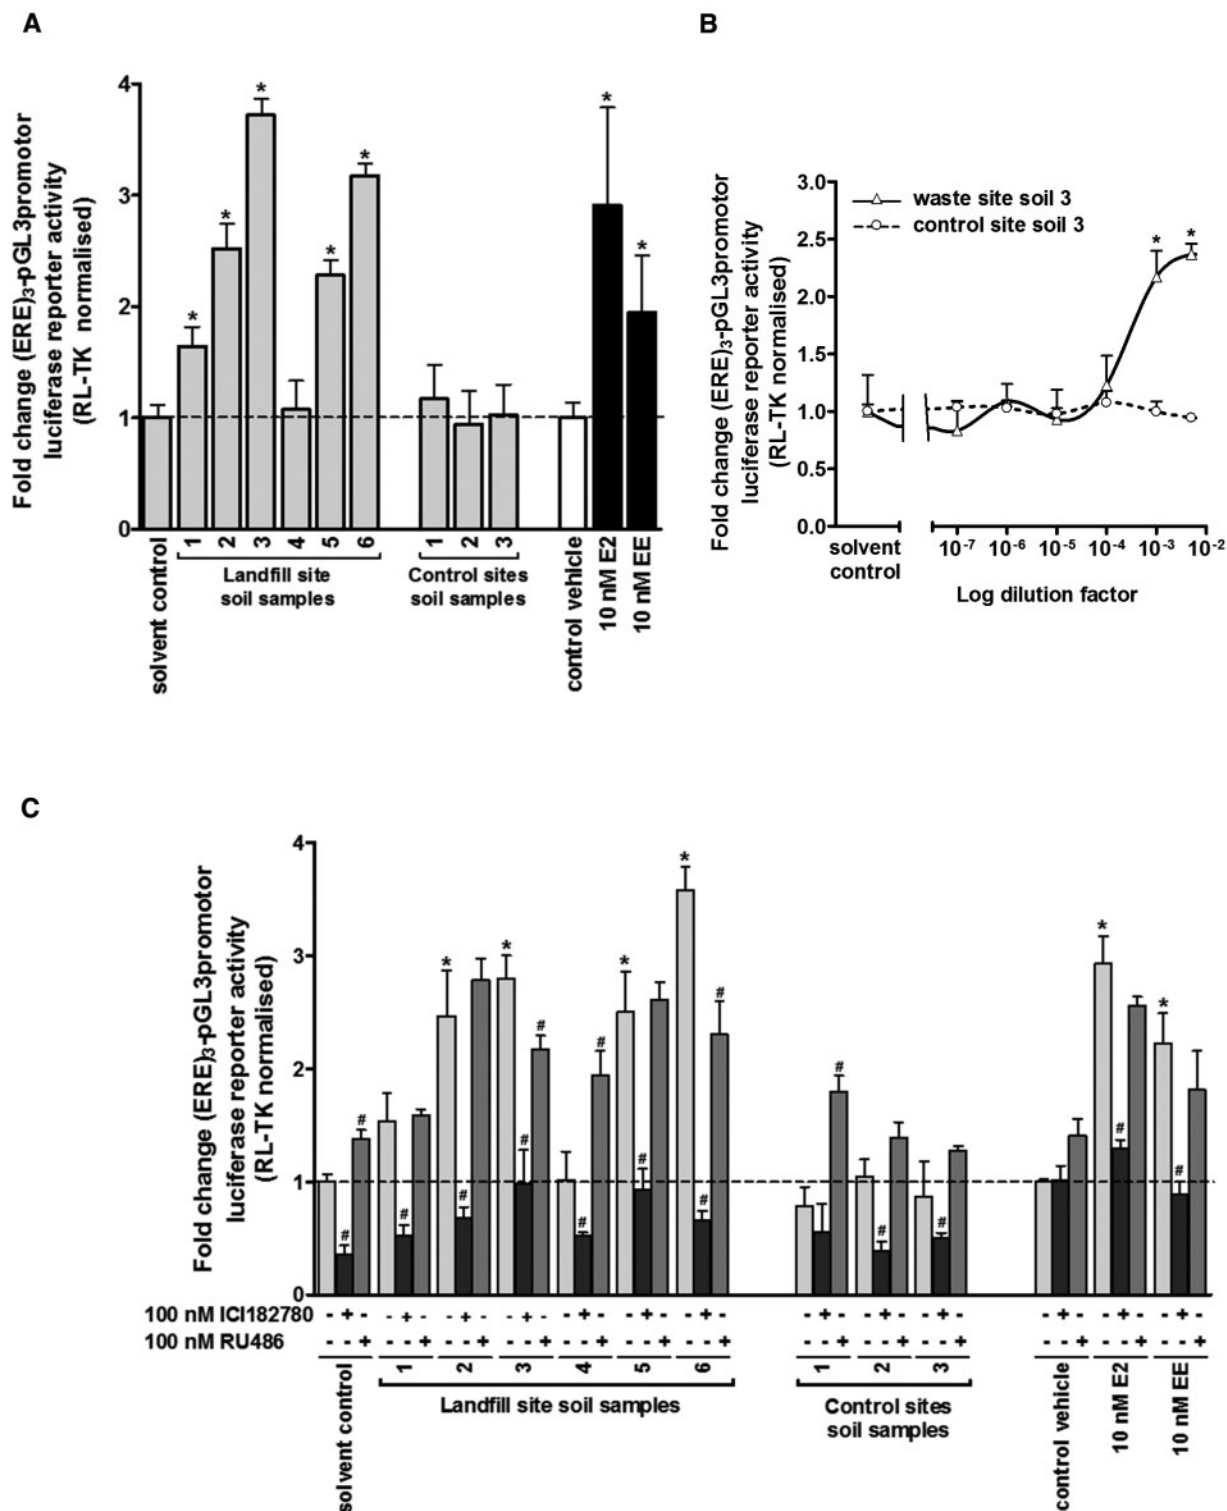 A
Fold change (ERE)3-pGL3promotor
luciferase reporter activity
(RL-TK normalised)
4
3
2
1
0
* * * * * * *
solvent control
1 2 3 4 5 6
Landfill site
soil samples
1 2 3
Control sites
soil samples
control vehicle
10 nM E2
10 nM EE
B
Fold change (ERE)3-pGL3promotor
luciferase reporter activity
(RL-TK normalised)
3.0
2.5
2.0
1.5
1.0
0.5
0.0
waste site soil 3
control site soil 3
* *
solvent
control
10-7 10-6 10-5 10-4 10-3 10-2
Log dilution factor
C
Fold change (ERE)3-pGL3promotor
luciferase reporter activity
(RL-TK normalised)
4
3
2
1
0
# # # * # * # # # # * # * # # # # # * # * #
100 nM ICI182780 - + - - + - - + - - + - - + - - + - - + - - + - - + - - + - - + - - + - - + -
100 nM RU486 - - + - - + - - + - - + - - + - - + - - + - - + - - + - - + - - + - - + - - +
solvent control
1 2 3 4 5 6
Landfill site soil samples
1 2 3
Control sites
soil samples
control vehicle
10 nM E2
10 nM EE